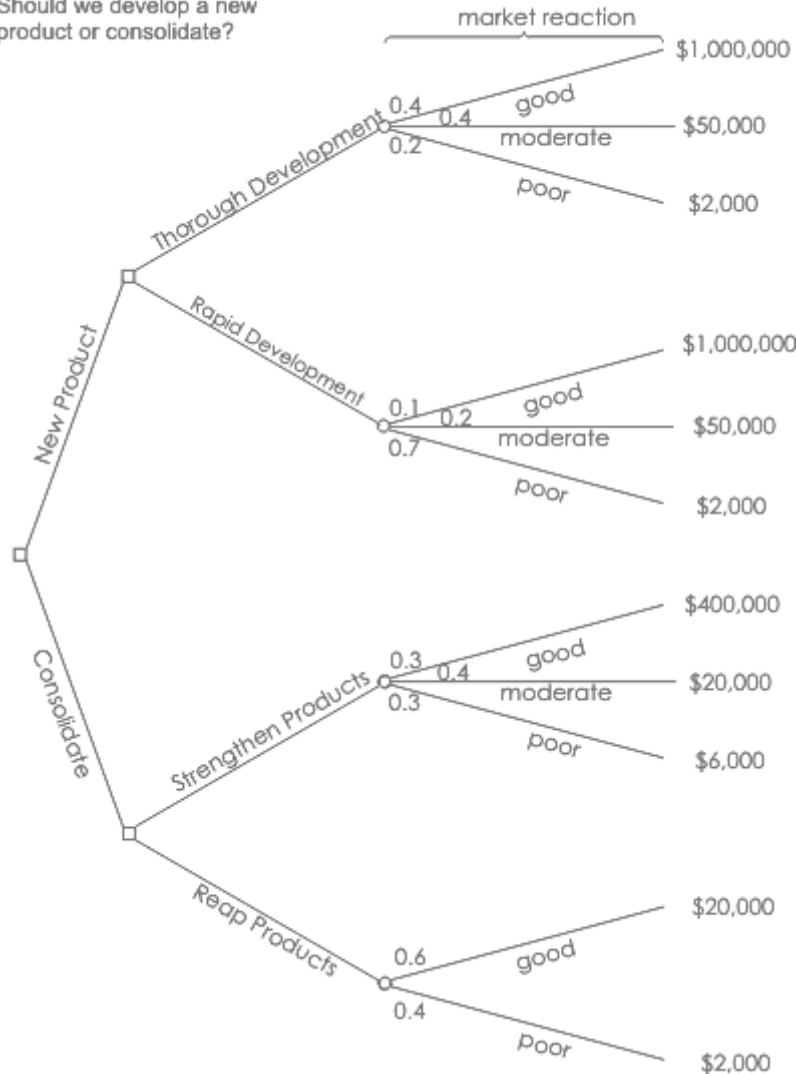 Should we develop a new
product or consolidate?
market reaction
$1,000,000
0.4
good
Thorough Development
0.4
$50,000
moderate
0.2
poor
$2,000
Rapid Development
$1,000,000
New Product
0.1
good
0.2
$50,000
moderate
0.7
poor
$2,000
$400,000
Consolidate
0.3
good
Strengthen Products
0.4
$20,000
moderate
0.3
poor
$6,000
Reap Products
$20,000
0.6
good
0.4
poor
$2,000